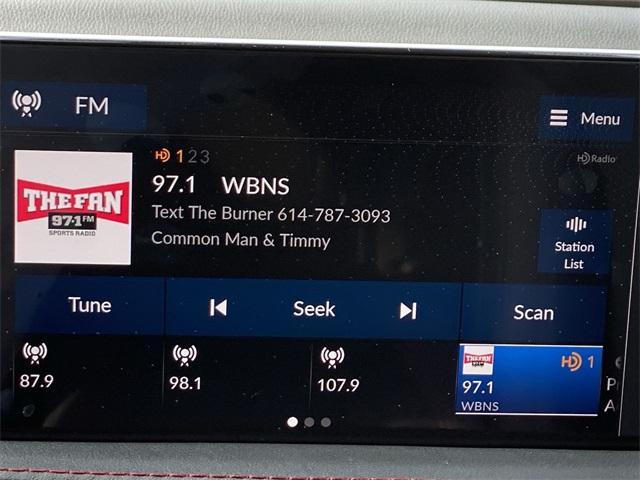 FM
Menu
HD 1 2 3
HD Radio
97.1 WBNS
THE FAN
97.1 FM
SPORTS RADIO
Text The Burner 614-787-3093
Common Man & Timmy
Station
List
Tune
Seek
Scan
87.9
98.1
107.9
THE FAN
HD 1
97.1
WBNS
P
A